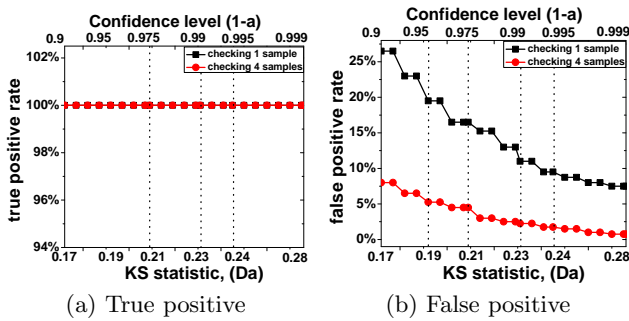 Confidence level (1-a)
0.9 0.95 0.975 0.99 0.995 0.999
102%
100%
98%
96%
94%
true positive rate
checking 1 sample
checking 4 samples
0.17 0.19 0.21 0.23 0.25 0.28
KS statistic, (Da)
(a) True positive
Confidence level (1-a)
0.9 0.95 0.975 0.99 0.995 0.999
25%
20%
15%
10%
5%
0%
false positive rate
checking 1 sample
checking 4 samples
0.17 0.19 0.21 0.23 0.24 0.28
KS statistic, (Da)
(b) False positive